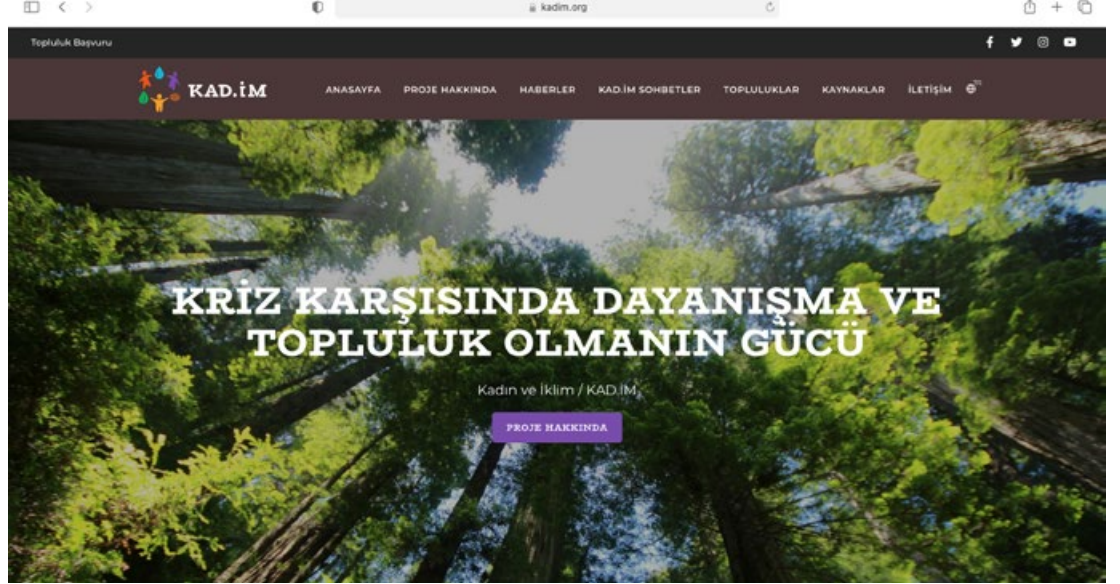 kadim.org
Topluluk Başvuru
KAD.İM
ANASAYFA PROJE HAKKINDA HABERLER KAD.İM SOHBETLER TOPLULUKLAR KAYNAKLAR İLETİŞİM
KRİZ KARŞISINDA DAYANIŞMA VE
TOPLULUK OLMANIN GÜCÜ
Kadın ve İklim / KAD.İM
PROJE HAKKINDA